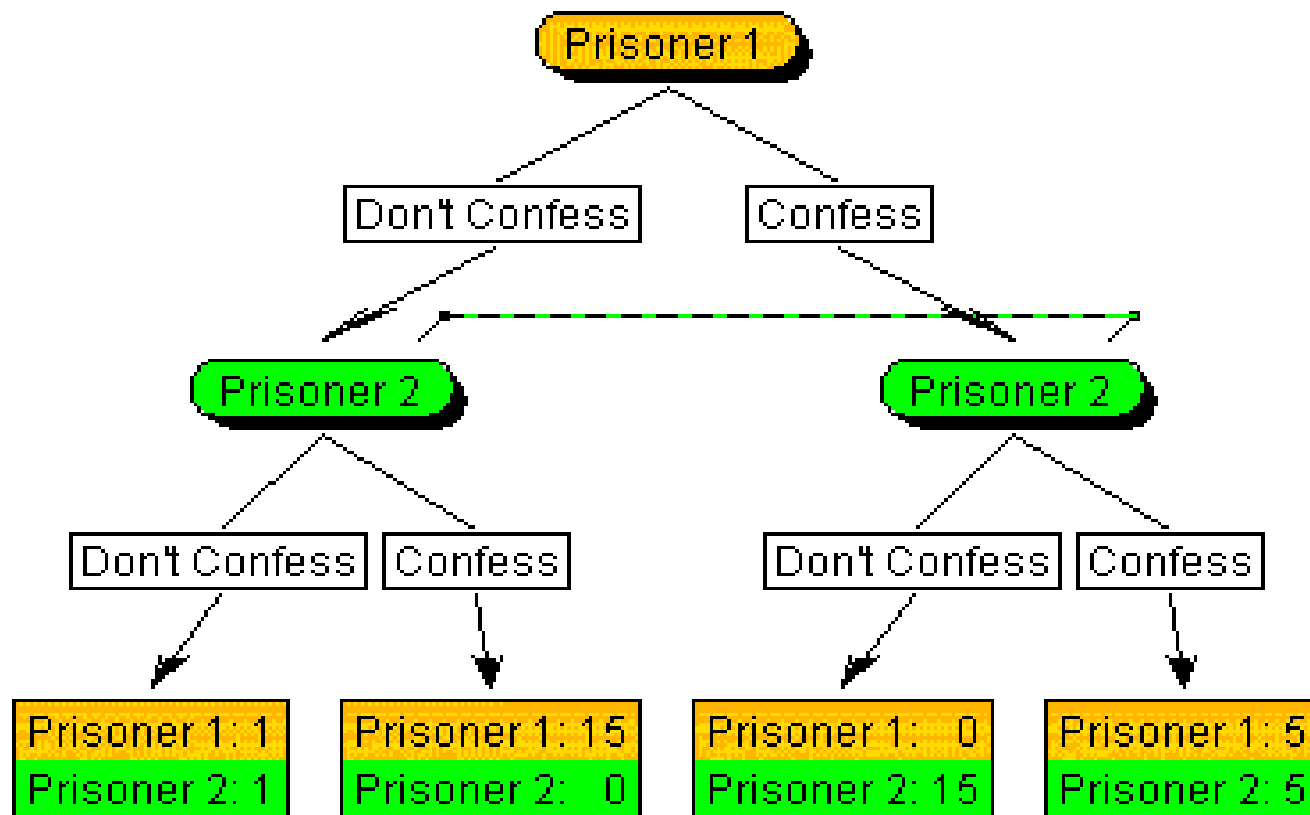 Prisoner 1
Don't Confess
Confess
Prisoner 2
Prisoner 2
Don't Confess
Confess
Don't Confess
Confess
Prisoner 1: 1
Prisoner 2: 1
Prisoner 1: 15
Prisoner 2: 0
Prisoner 1: 0
Prisoner 2: 15
Prisoner 1: 5
Prisoner 2: 5